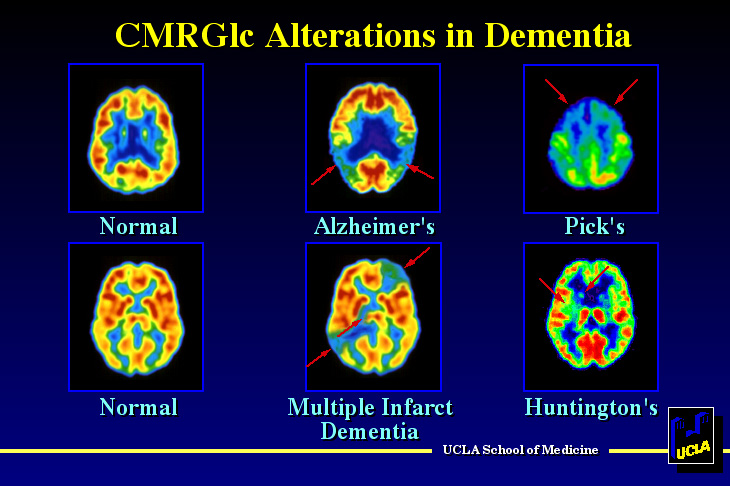 CMRGlc Alterations in Dementia
Normal
Alzheimer's
Pick's
Normal
Multiple Infarct
Dementia
Huntington's
UCLA School of Medicine
UCLA